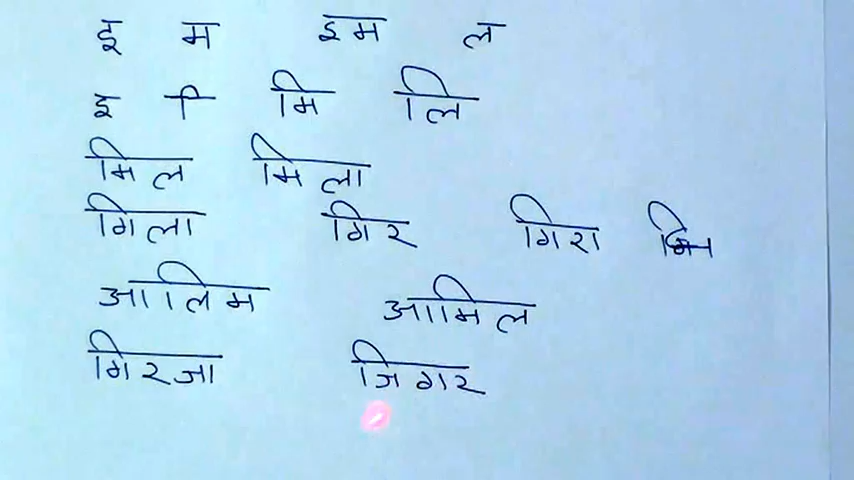 इ म इम ल
इ ि मि लि
मिल मिला
गिला गिर गिरा
आलिम आमिल
गिरजा जिगर